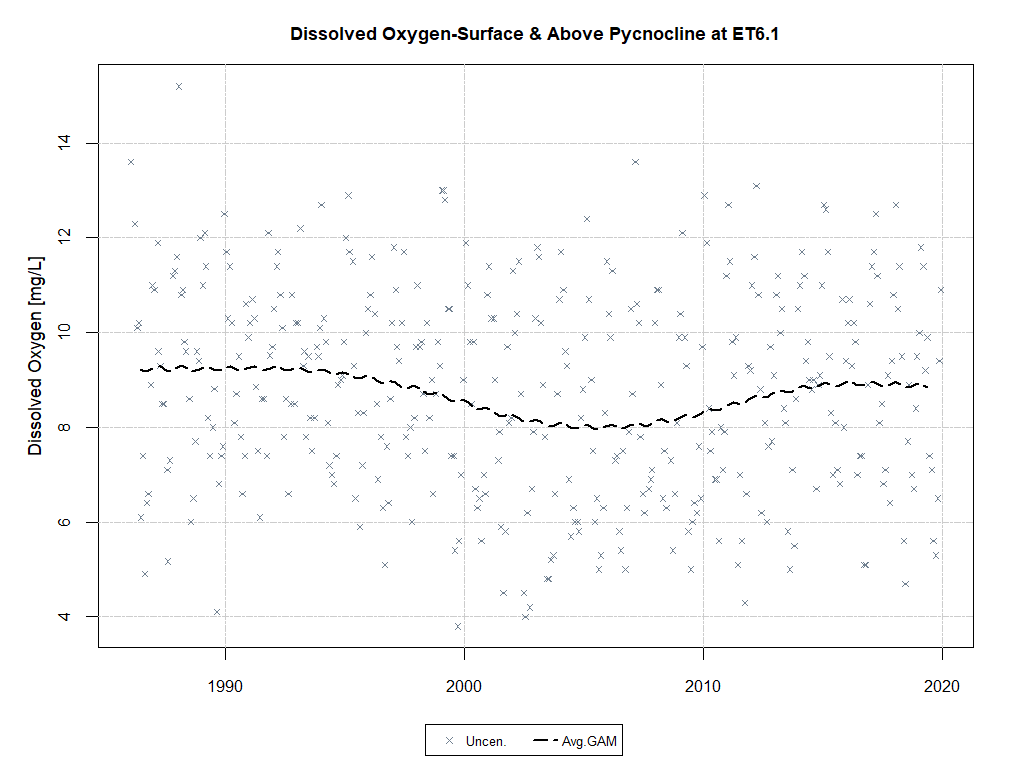 Dissolved Oxygen-Surface & Above Pycnocline at ET6.1
Dissolved Oxygen [mg/L]
14
12
10
8
6
4
1990 2000 2010 2020
Uncen. Avg.GAM